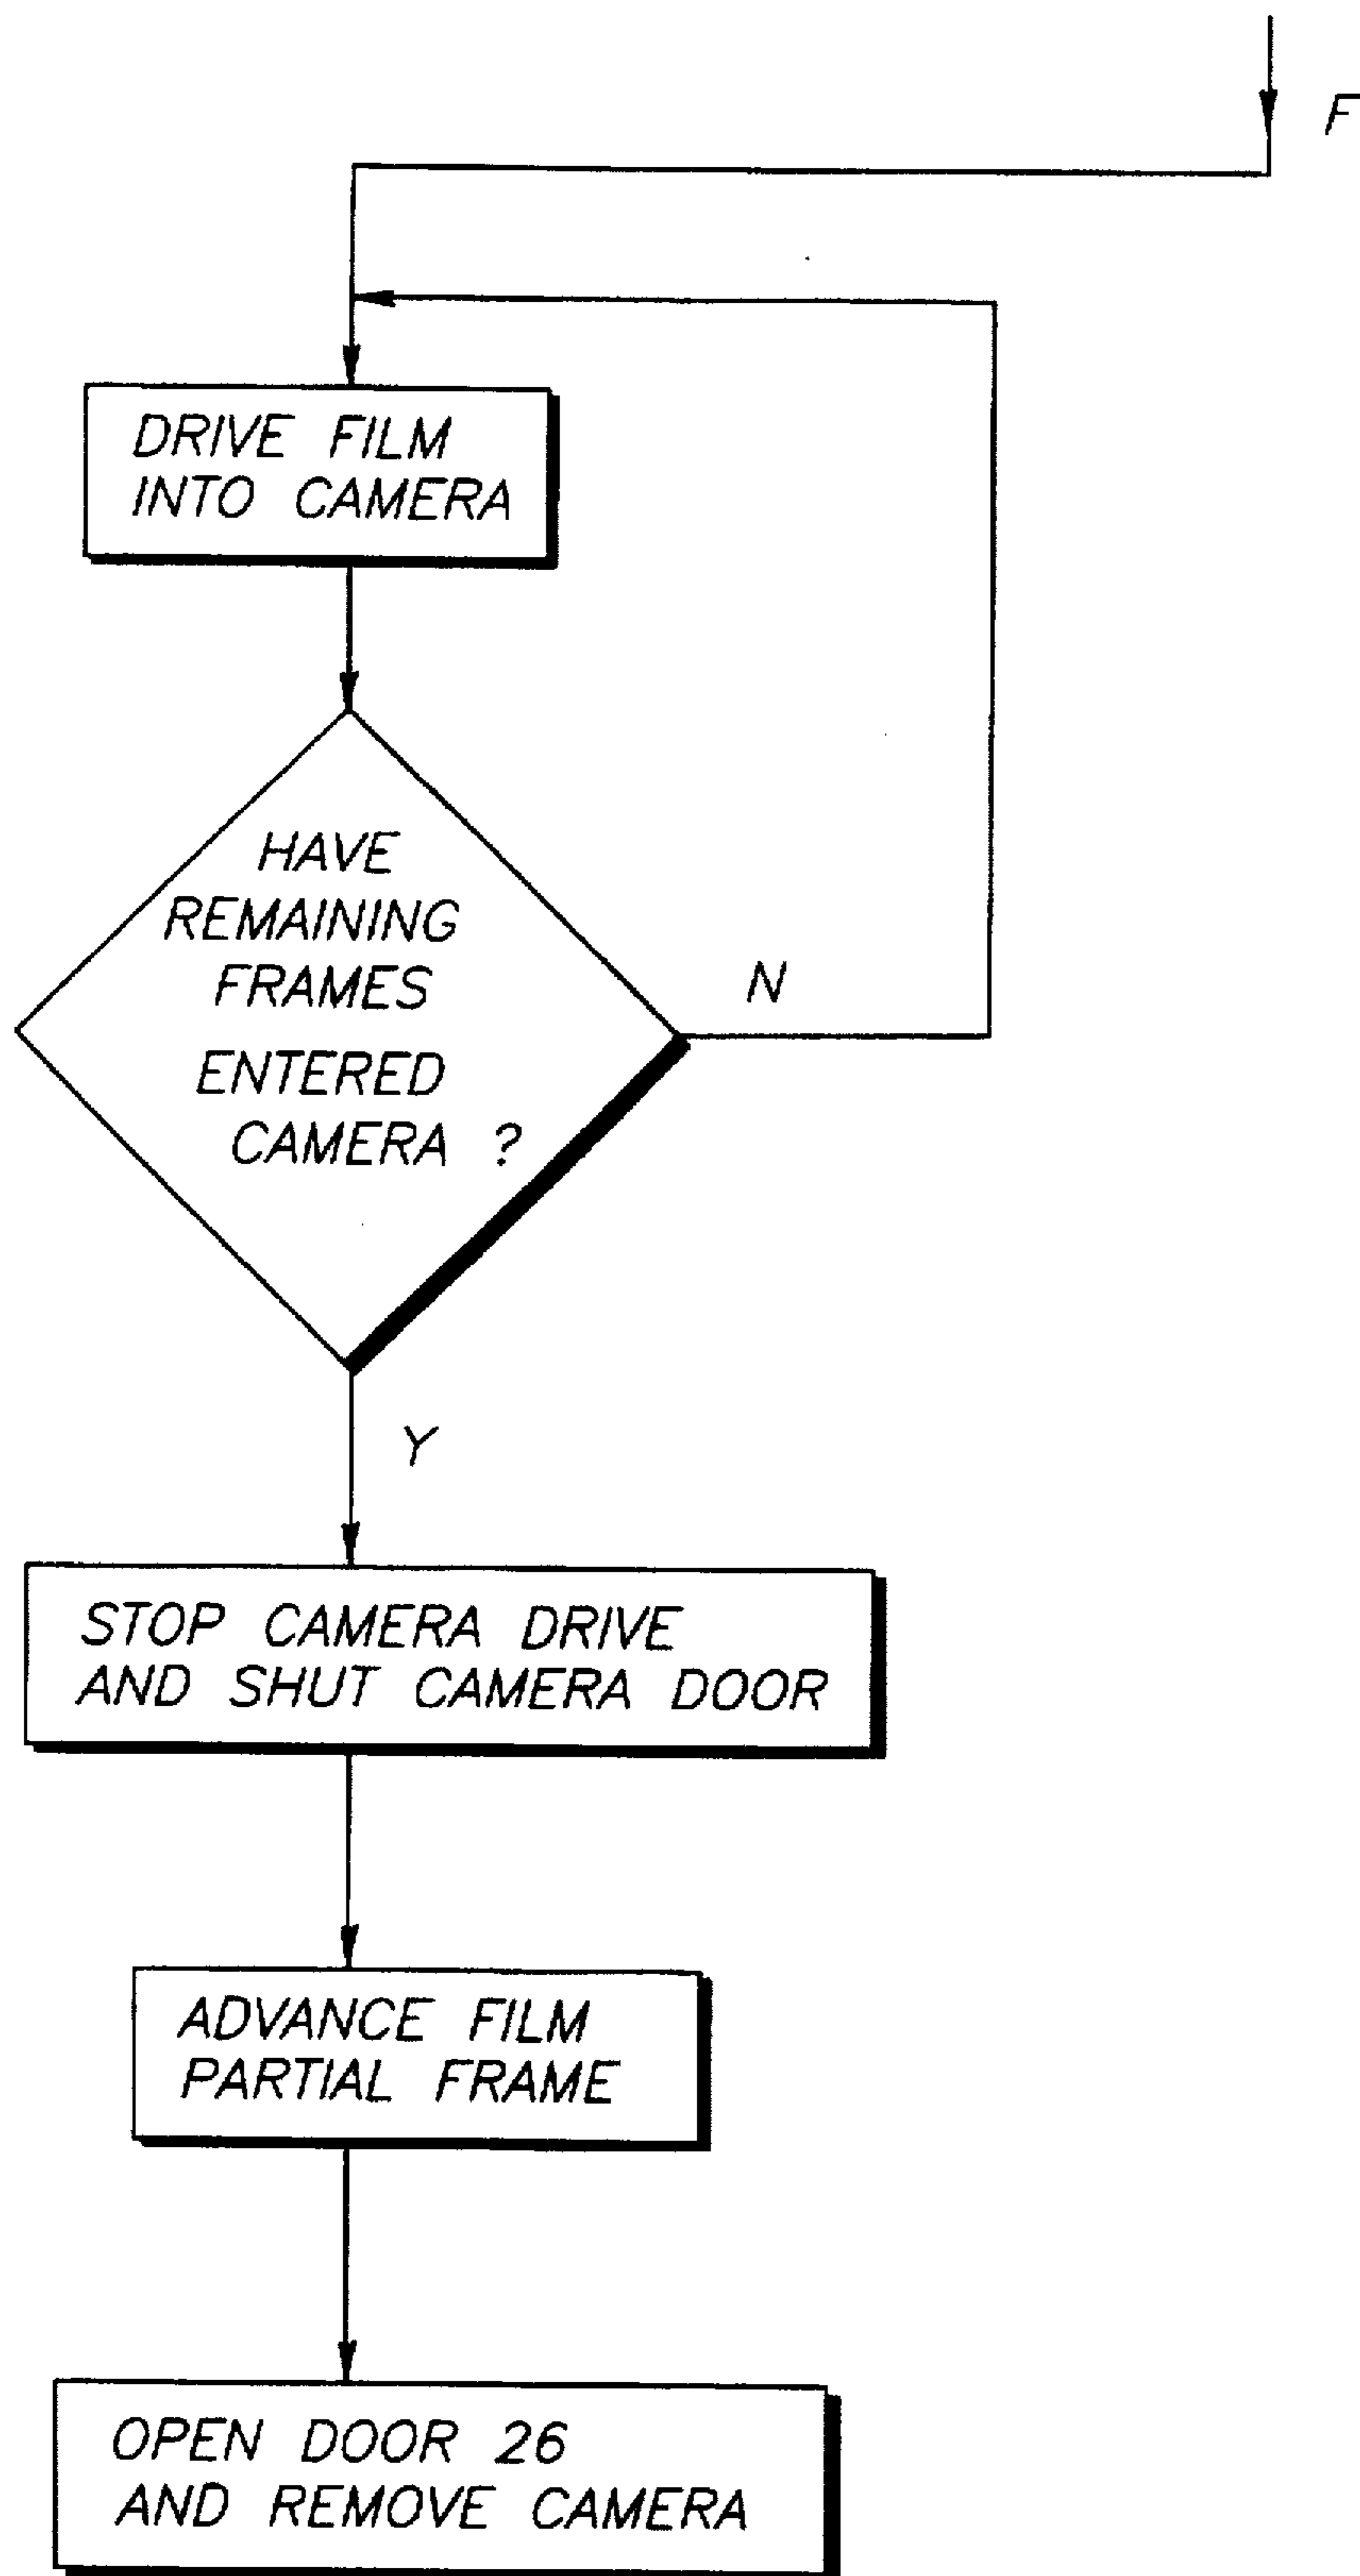 F
DRIVE FILM
INTO CAMERA
HAVE
REMAINING
FRAMES
ENTERED
CAMERA ?
N
Y
STOP CAMERA DRIVE
AND SHUT CAMERA DOOR
ADVANCE FILM
PARTIAL FRAME
OPEN DOOR 26
AND REMOVE CAMERA